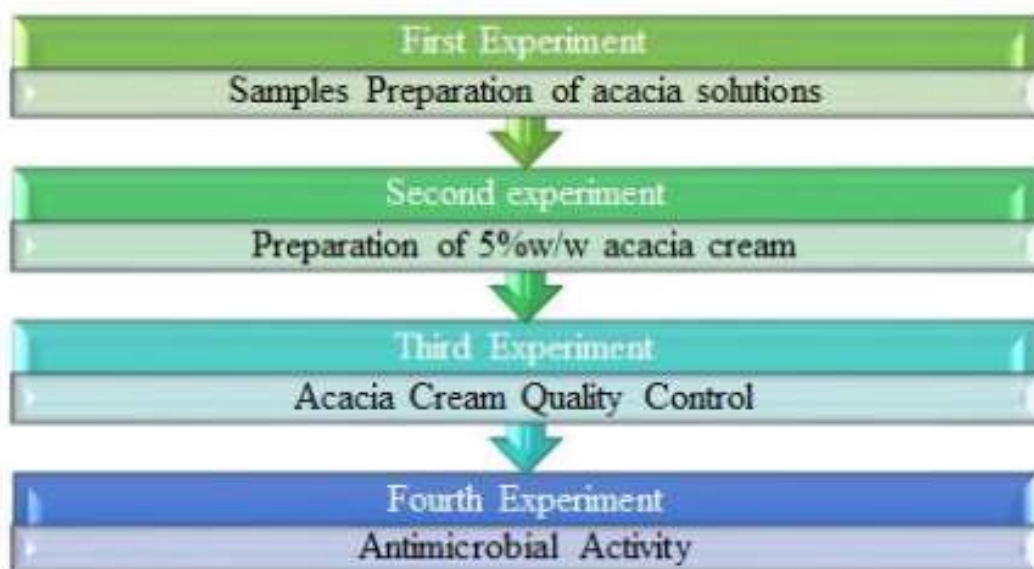 First Experiment
Samples Preparation of acacia solutions
Second experiment
Preparation of 5%w/w acacia cream
Third Experiment
Acacia Cream Quality Control
Fourth Experiment
Antimicrobial Activity